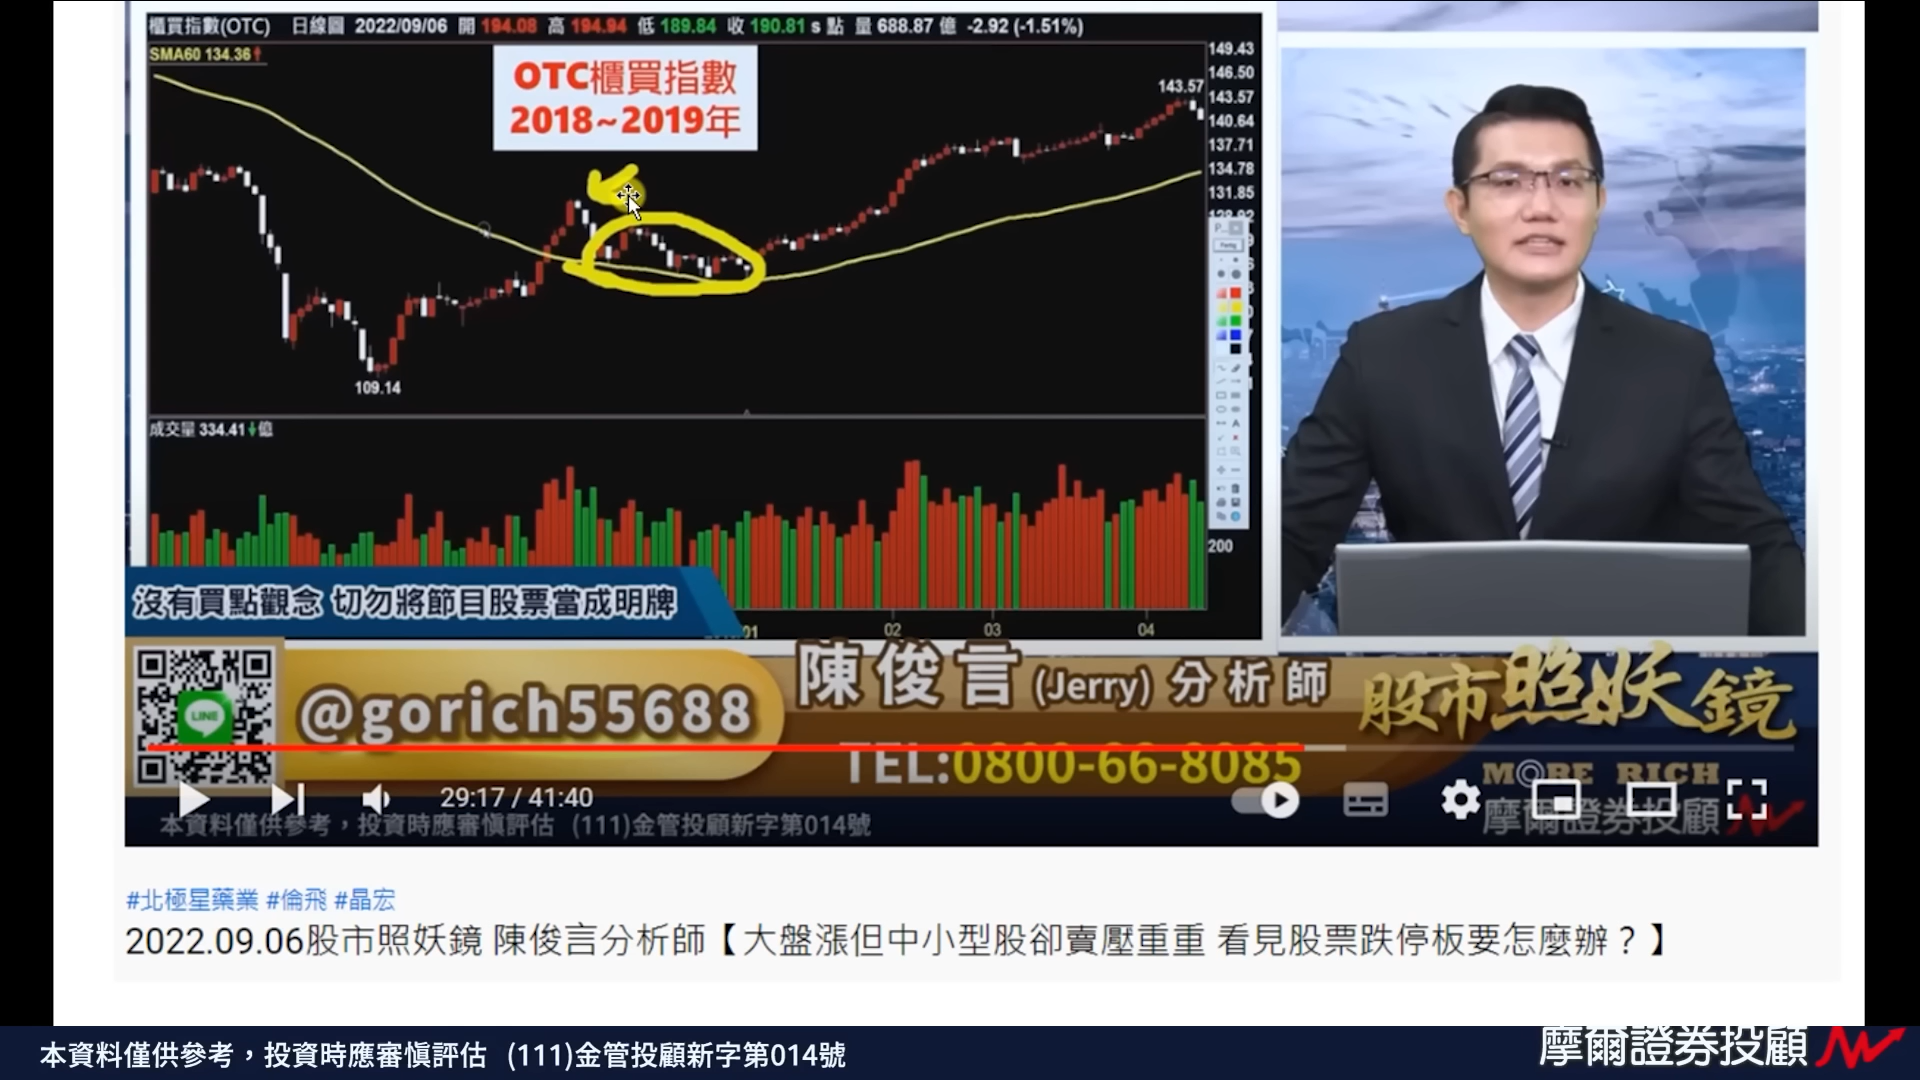 櫃買指數(OTC) 日線圖 2022/09/06 開 194.08 高 194.94 低 189.84 收 190.81 s 點 量 688.87 億 -2.92 (-1.51%)
SMA60 134.36
OTC櫃買指數
2018~2019年
149.43
146.50
143.57
143.57
140.64
137.71
134.78
131.85
128.92
109.14
成交量 334.41 億
200
沒有買點觀念 切勿將節目股票當成明牌
01
02
03
04
LINE
@gorich55688
陳俊言 (Jerry) 分析師
TEL:0800-66-8085
股市照妖鏡
MORE RICH
摩爾證券投顧
29:17 / 41:40
本資料僅供參考，投資時應審慎評估 (111)金管投顧新字第014號
#北極星藥業 #倫飛 #晶宏
2022.09.06股市照妖鏡 陳俊言分析師【大盤漲但中小型股卻賣壓重重 看見股票跌停板要怎麼辦？】
本資料僅供參考，投資時應審慎評估 (111)金管投顧新字第014號
摩爾證券投顧